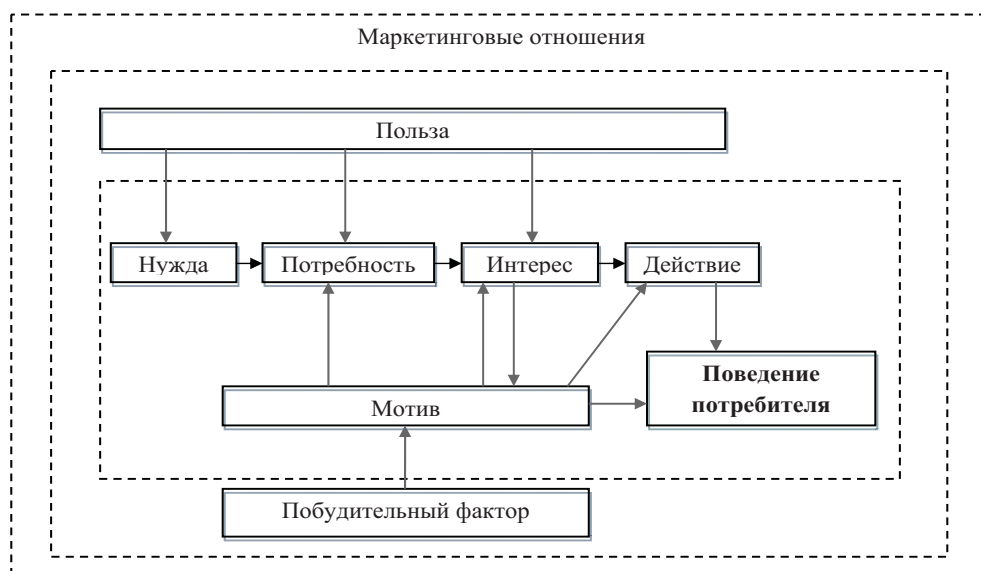 Маркетинговые отношения
Польза
Нужда
Потребность
Интерес
Действие
Поведение
потребителя
Мотив
Побудительный фактор